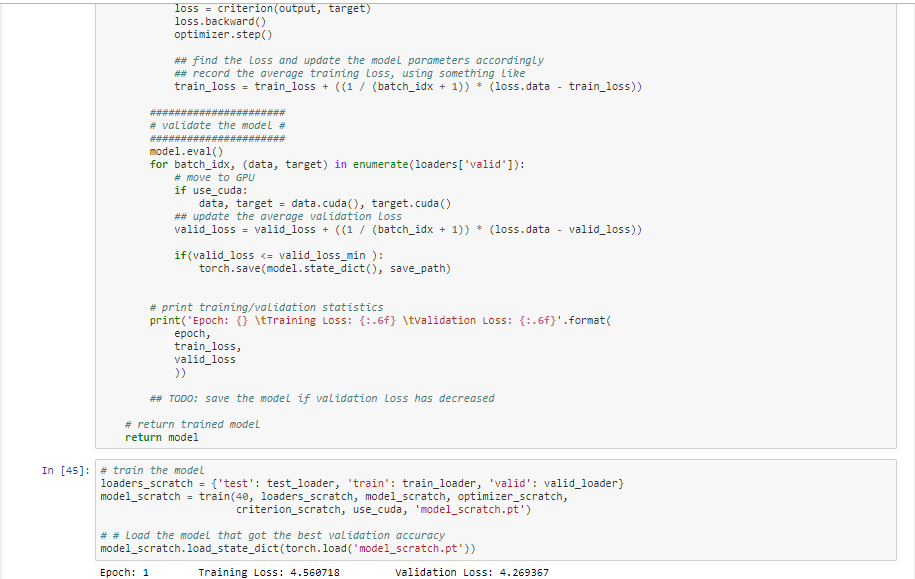 loss = criterion(output, target)
loss.backward()
optimizer.step()
## find the loss and update the model parameters accordingly
## record the average training loss, using something like
train_loss = train_loss + ((1 / (batch_idx + 1)) * (loss.data - train_loss))
######################
# validate the model #
######################
model.eval()
for batch_idx, (data, target) in enumerate(loaders['valid']):
# move to GPU
if use_cuda:
data, target = data.cuda(), target.cuda()
## update the average validation loss
valid_loss = valid_loss + ((1 / (batch_idx + 1)) * (loss.data - valid_loss))
if(valid_loss <= valid_loss_min ):
torch.save(model.state_dict(), save_path)
# print training/validation statistics
print('Epoch: {} \tTraining Loss: {:.6f} \tValidation Loss: {:.6f}'.format(
epoch,
train_loss,
valid_loss
))
## TODO: save the model if validation loss has decreased
# return trained model
return model
In [45]: # train the model
loaders_scratch = {'test': test_loader, 'train': train_loader, 'valid': valid_loader}
model_scratch = train(40, loaders_scratch, model_scratch, optimizer_scratch,
criterion_scratch, use_cuda, 'model_scratch.pt')
# # load the model that got the best validation accuracy
model_scratch.load_state_dict(torch.load('model_scratch.pt'))
Epoch: 1 Training Loss: 4.560718 Validation Loss: 4.269367